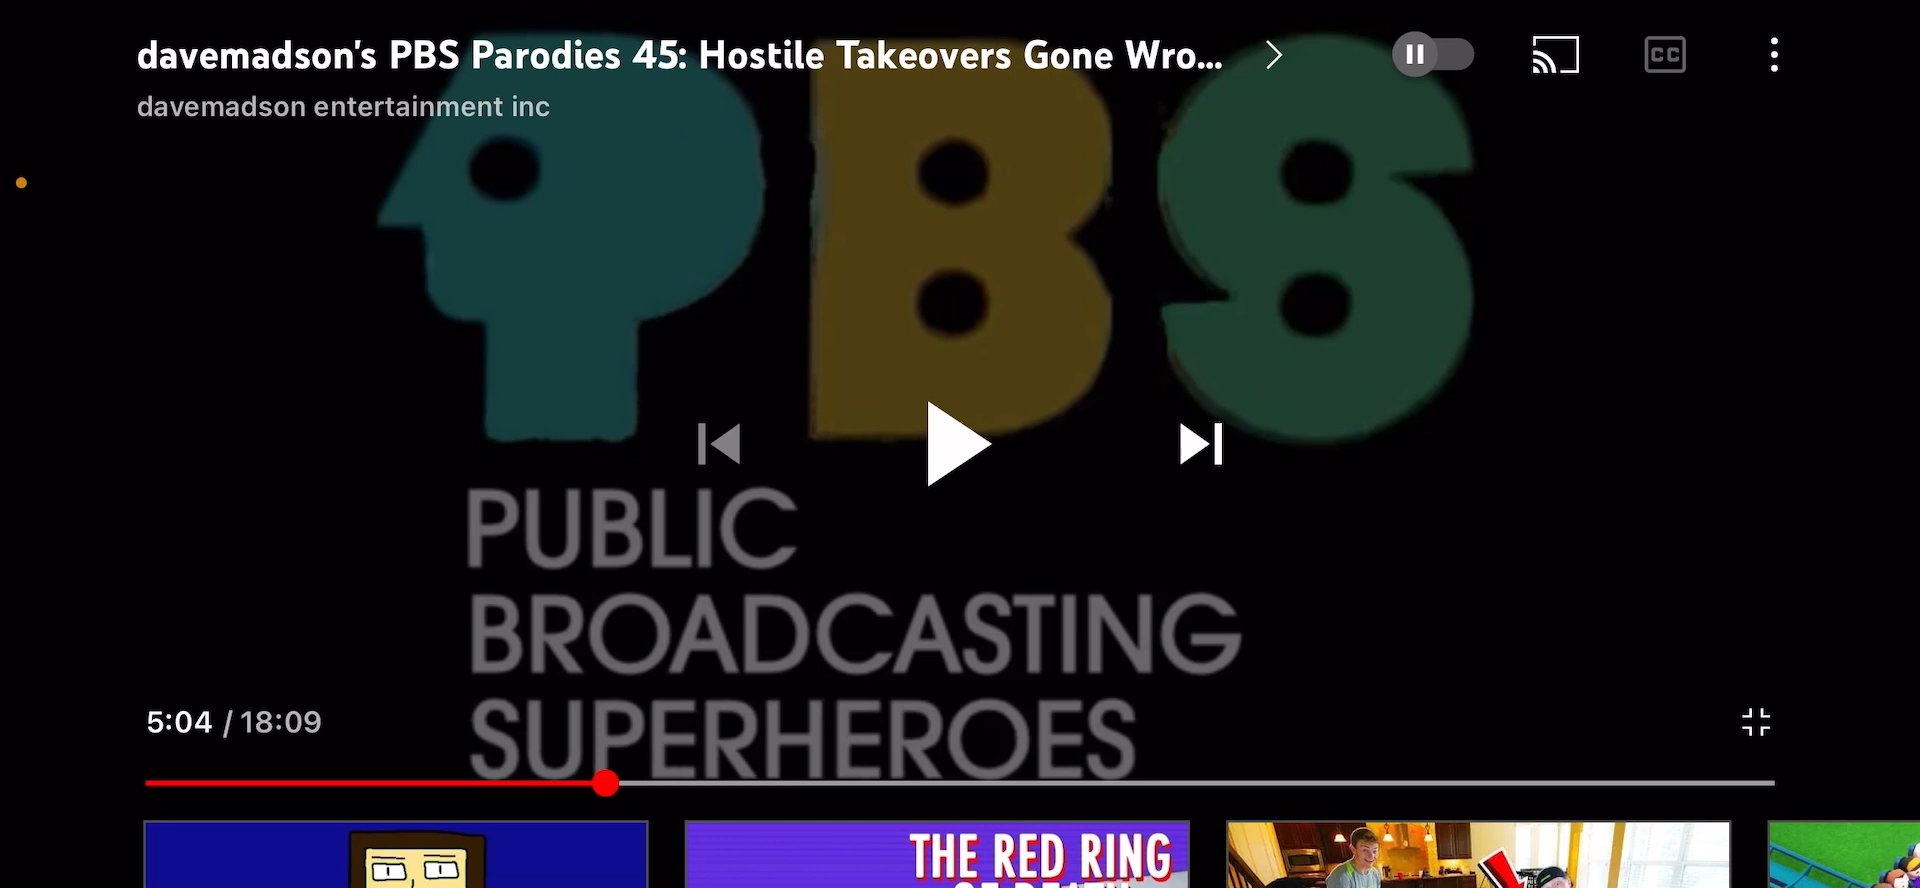 davemadson's PBS Parodies 45: Hostile Takeovers Gone Wro...
davemadson entertainment inc
CC
PBS
PUBLIC
BROADCASTING
SUPERHEROES
5:04 / 18:09
THE RED RING